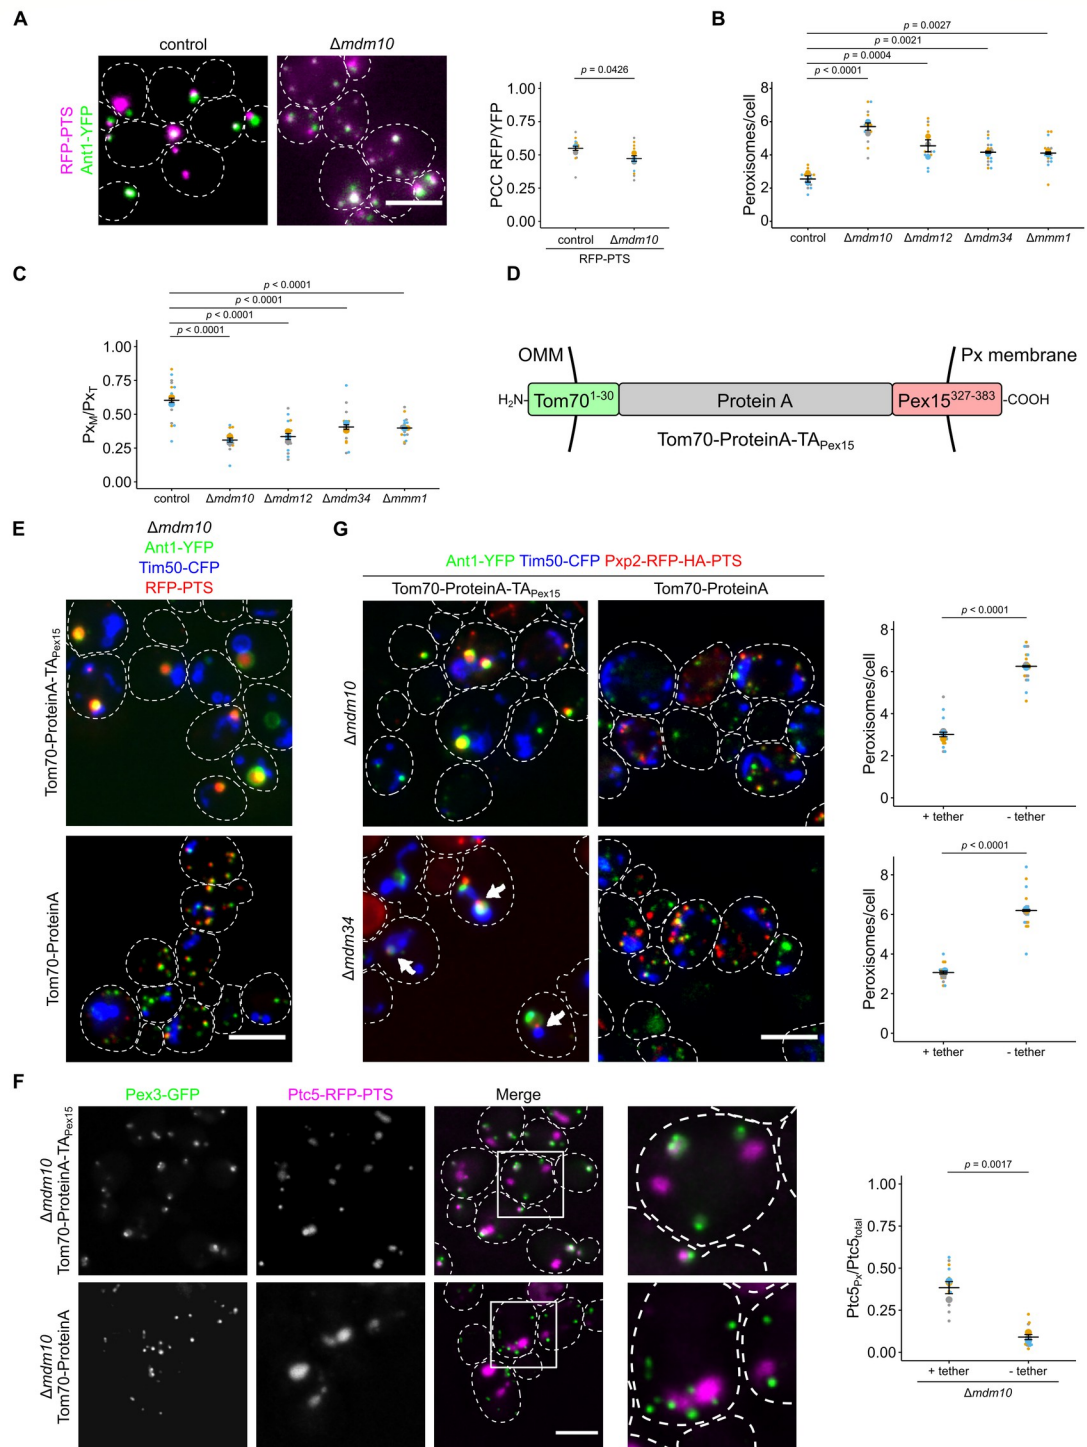 A
control
Δmdm10
RFP-PTS
Ant1-YFP
p = 0.0426
PCC RFP/YFP
1.00
0.75
0.50
0.25
0.00
control
Δmdm10
RFP-PTS
B
p = 0.0027
p = 0.0021
p = 0.0004
p <0.0001
Peroxisomes/cell
8
6
4
2
0
control
Δmdm10
Δmdm12
Δmdm34
Δmmm1
C
p < 0.0001
p < 0.0001
p < 0.0001
p < 0.0001
PxM/PxT
1.00
0.75
0.50
0.25
0.00
control
Δmdm10
Δmdm12
Δmdm34
Δmmm1
D
OMM
Px membrane
H2N-
Tom70¹⁻³⁰
Protein A
Pex15³²⁷⁻³⁸³
-COOH
Tom70-ProteinA-TAPex15
E
Δmdm10
Ant1-YFP
Tim50-CFP
RFP-PTS
Tom70-ProteinA-TAPex15
Tom70-ProteinA
G
Ant1-YFP Tim50-CFP Pxp2-RFP-HA-PTS
Tom70-ProteinA-TAPex15
Tom70-ProteinA
Δmdm10
Δmdm34
p < 0.0001
Peroxisomes/cell
8
6
4
2
0
+ tether
- tether
p < 0.0001
Peroxisomes/cell
8
6
4
2
0
+ tether
- tether
F
Pex3-GFP
Ptc5-RFP-PTS
Merge
Δmdm10
Tom70-ProteinA-TAPex15
Δmdm10
Tom70-ProteinA
p = 0.0017
Ptc5Px/Ptc5total
1.00
0.75
0.50
0.25
0.00
+ tether
- tether
Δmdm10